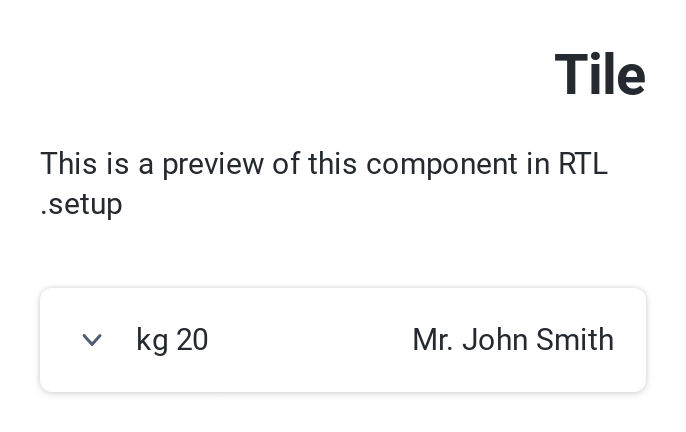 Tile
This is a preview of this component in RTL
.setup
kg 20 Mr. John Smith